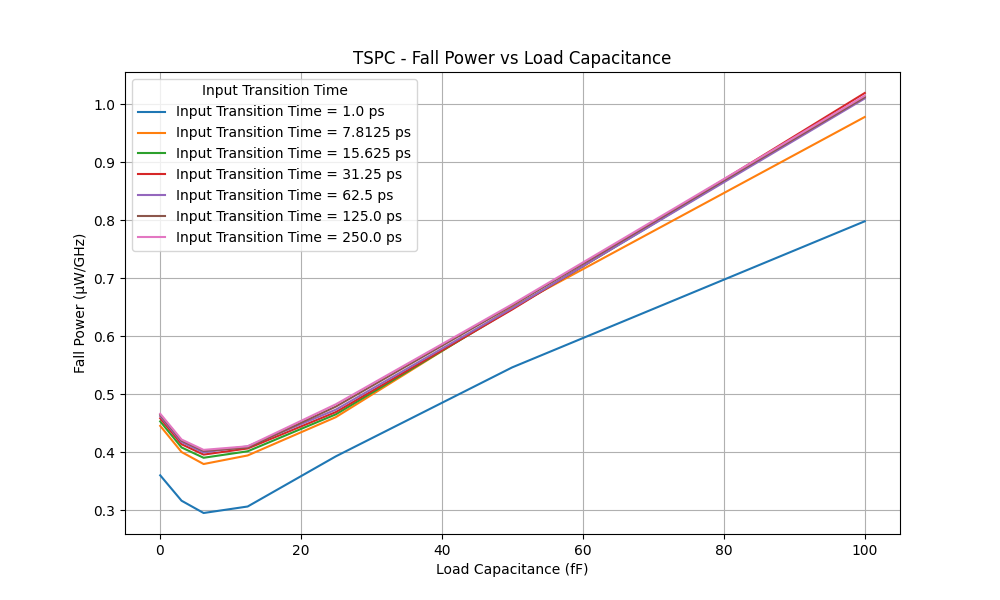 TSPC - Fall Power vs Load Capacitance
Input Transition Time
Input Transition Time = 1.0 ps
Input Transition Time = 7.8125 ps
Input Transition Time = 15.625 ps
Input Transition Time = 31.25 ps
Input Transition Time = 62.5 ps
Input Transition Time = 125.0 ps
Input Transition Time = 250.0 ps
Fall Power (μW/GHz)
1.0
0.9
0.8
0.7
0.6
0.5
0.4
0.3
0 20 40 60 80 100
Load Capacitance (fF)